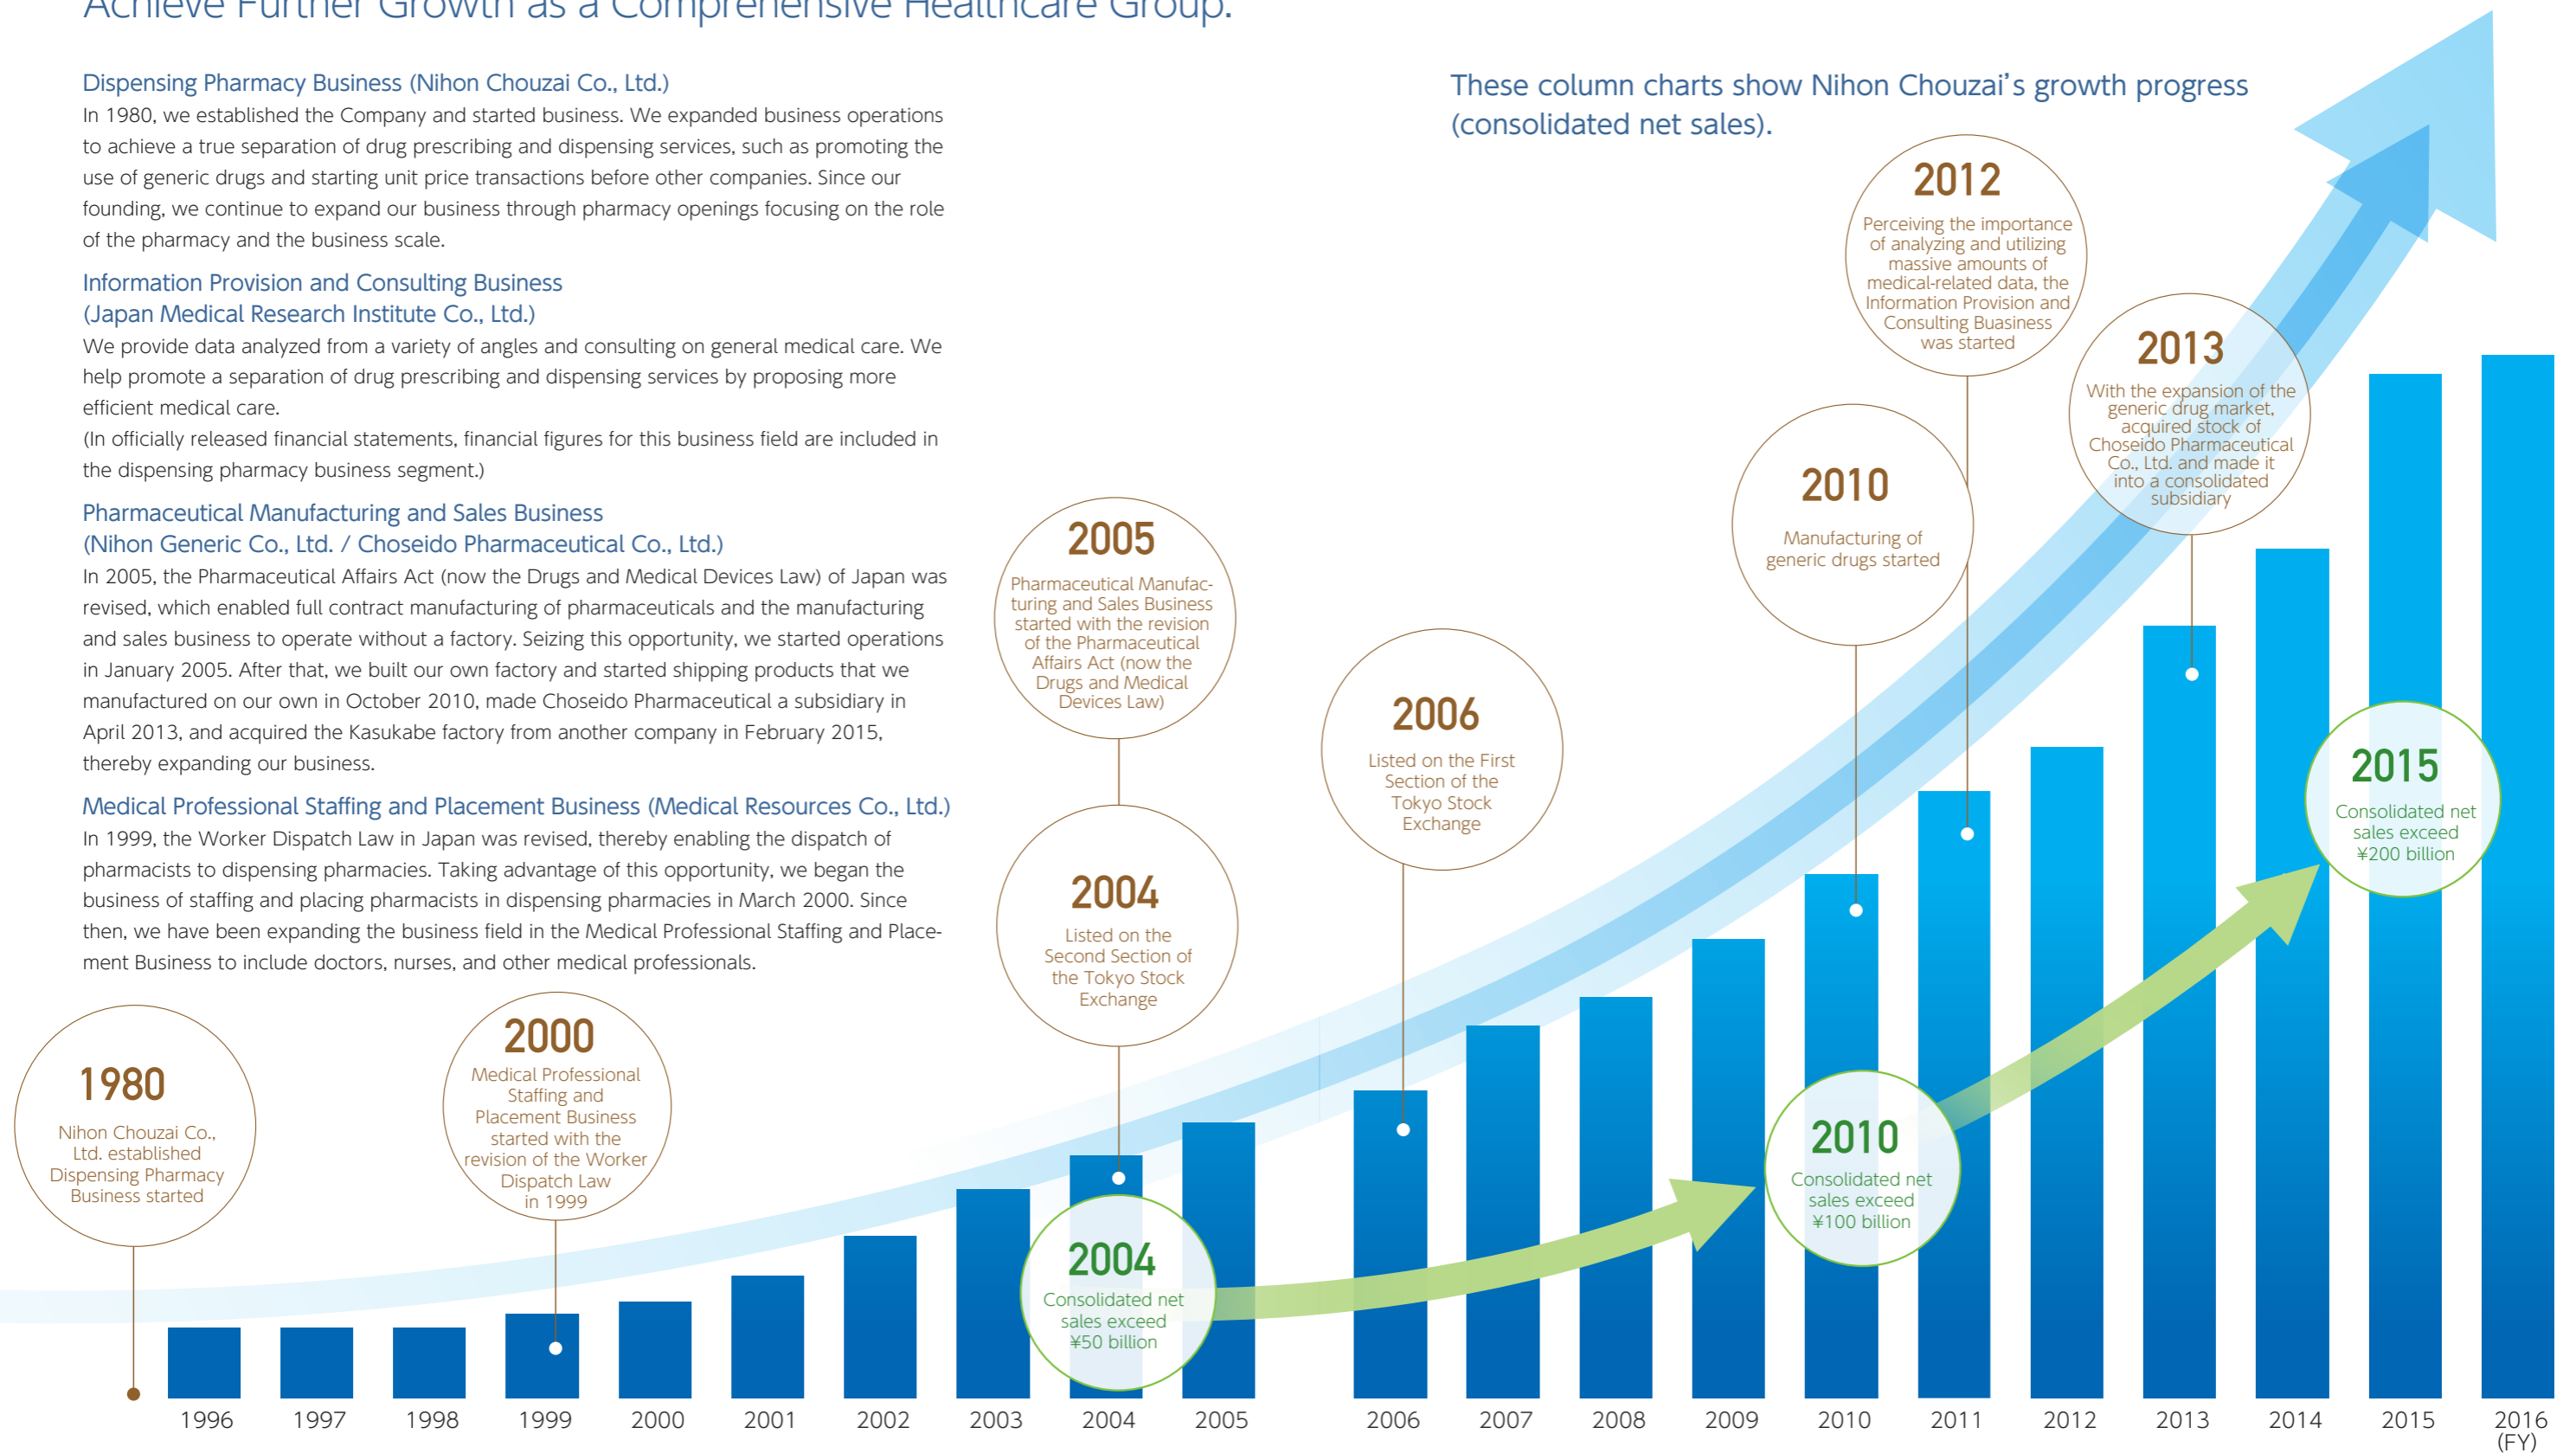 Achieve Further Growth as a Comprehensive Healthcare Group.
Dispensing Pharmacy Business (Nihon Chouzai Co., Ltd.)
In 1980, we established the Company and started business. We expanded business operations
to achieve a true separation of drug prescribing and dispensing services, such as promoting the
use of generic drugs and starting unit price transactions before other companies. Since our
founding, we continue to expand our business through pharmacy openings focusing on the role
of the pharmacy and the business scale.
Information Provision and Consulting Business
(Japan Medical Research Institute Co., Ltd.)
We provide data analyzed from a variety of angles and consulting on general medical care. We
help promote a separation of drug prescribing and dispensing services by proposing more
efficient medical care.
(In officially released financial statements, financial figures for this business field are included in
the dispensing pharmacy business segment.)
Pharmaceutical Manufacturing and Sales Business
(Nihon Generic Co., Ltd. / Choseido Pharmaceutical Co., Ltd.)
In 2005, the Pharmaceutical Affairs Act (now the Drugs and Medical Devices Law) of Japan was
revised, which enabled full contract manufacturing of pharmaceuticals and the manufacturing
and sales business to operate without a factory. Seizing this opportunity, we started operations
in January 2005. After that, we built our own factory and started shipping products that we
manufactured on our own in October 2010, made Choseido Pharmaceutical a subsidiary in
April 2013, and acquired the Kasukabe factory from another company in February 2015,
thereby expanding our business.
Medical Professional Staffing and Placement Business (Medical Resources Co., Ltd.)
In 1999, the Worker Dispatch Law in Japan was revised, thereby enabling the dispatch of
pharmacists to dispensing pharmacies. Taking advantage of this opportunity, we began the
business of staffing and placing pharmacists in dispensing pharmacies in March 2000. Since
then, we have been expanding the business field in the Medical Professional Staffing and Place-
ment Business to include doctors, nurses, and other medical professionals.
These column charts show Nihon Chouzai's growth progress
(consolidated net sales).
1980
Nihon Chouzai Co.,
Ltd. established
Dispensing Pharmacy
Business started
2000
Medical Professional
Staffing and
Placement Business
started with the
revision of the Worker
Dispatch Law
in 1999
2005
Pharmaceutical Manufac-
turing and Sales Business
started with the revision
of the Pharmaceutical
Affairs Act (now the
Drugs and Medical
Devices Law)
2004
Listed on the
Second Section of
the Tokyo Stock
Exchange
2004
Consolidated net
sales exceed
¥50 billion
2006
Listed on the First
Section of the
Tokyo Stock
Exchange
2010
Manufacturing of
generic drugs started
2012
Perceiving the importance
of analyzing and utilizing
massive amounts of
medical-related data, the
Information Provision and
Consulting Buasiness
was started
2013
With the expansion of the
generic drug market,
acquired stock of
Choseido Pharmaceutical
Co., Ltd. and made it
into a consolidated
subsidiary
2010
Consolidated net
sales exceed
¥100 billion
2015
Consolidated net
sales exceed
¥200 billion
1996 1997 1998 1999 2000 2001 2002 2003 2004 2005 2006 2007 2008 2009 2010 2011 2012 2013 2014 2015 2016
(FY)